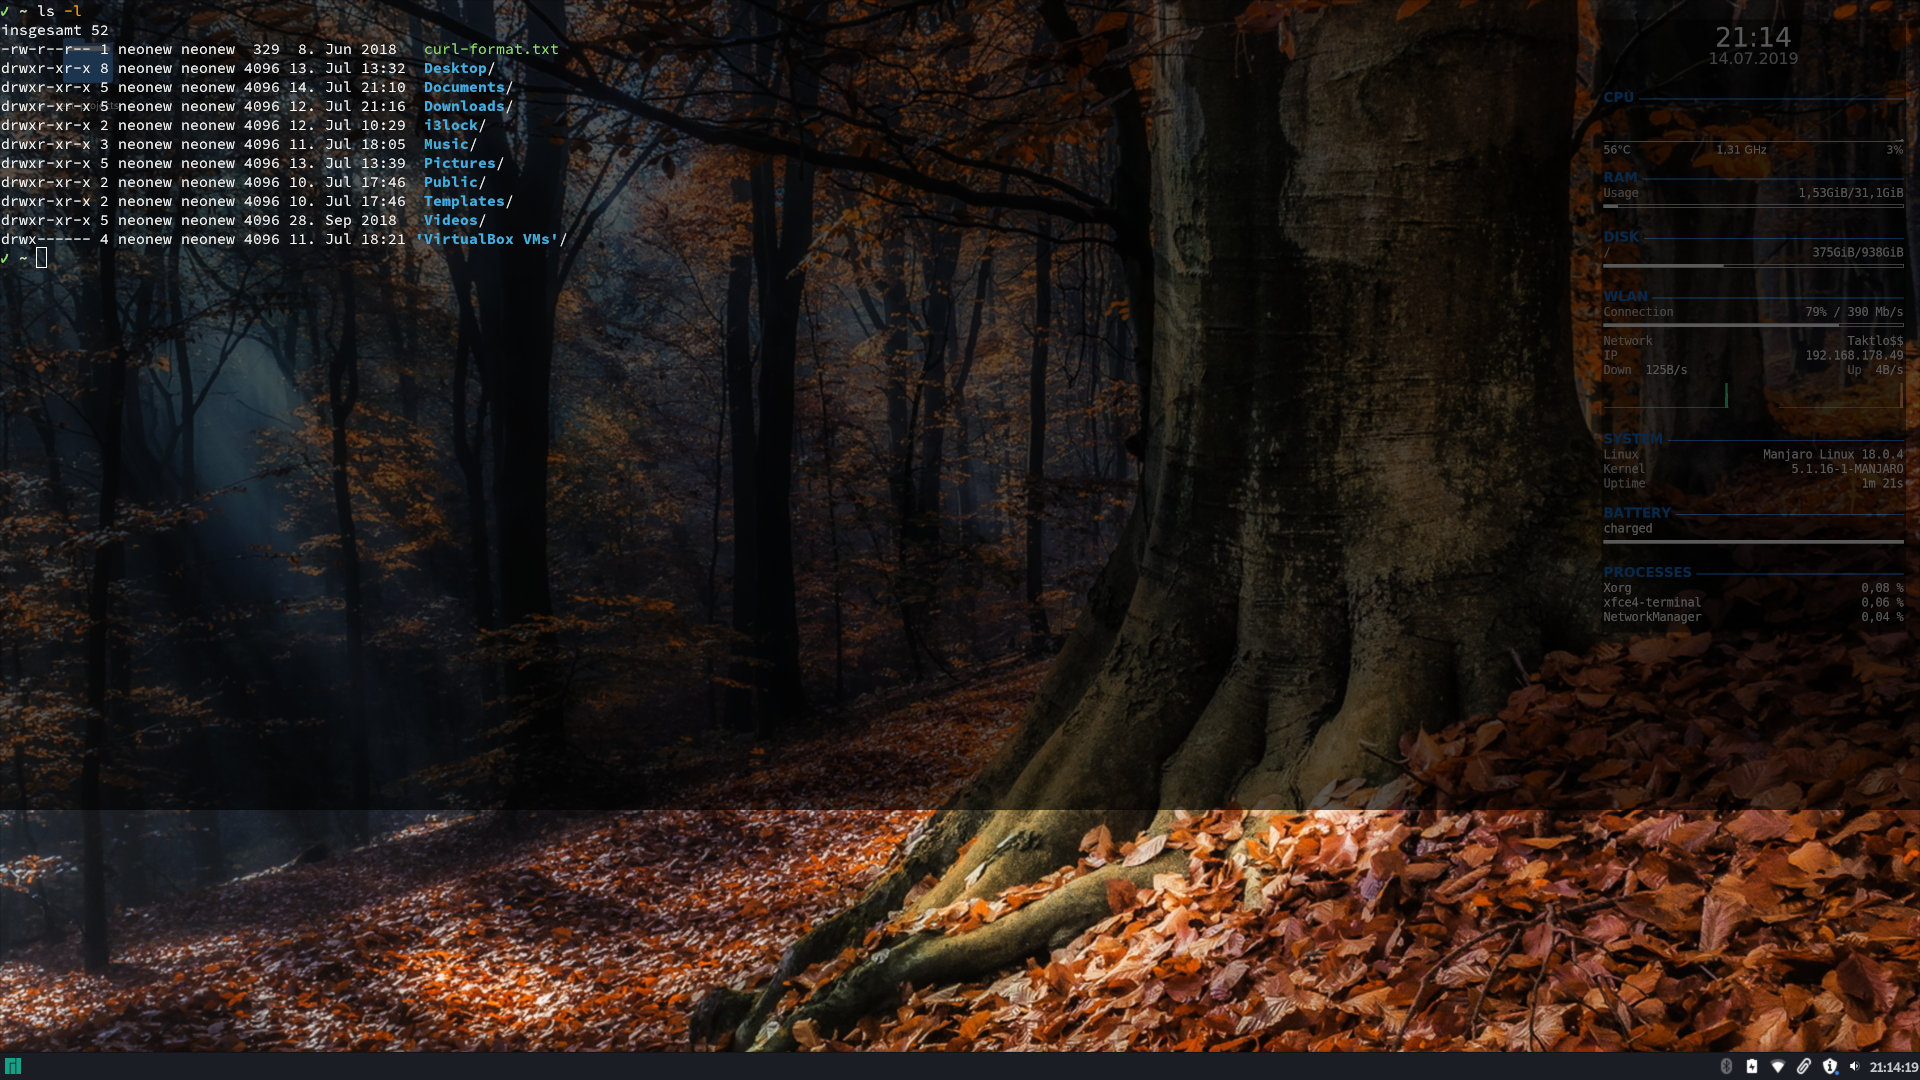 ✓ ~ ls -l
insgesamt 52
-rw-r--r-- 1 neonew neonew  329  8. Jun 2018   curl-format.txt
drwxr-xr-x 8 neonew neonew 4096 13. Jul 13:32  Desktop/
drwxr-xr-x 5 neonew neonew 4096 14. Jul 21:10  Documents/
drwxr-xr-x 5 neonew neonew 4096 12. Jul 21:16  Downloads/
drwxr-xr-x 2 neonew neonew 4096 12. Jul 10:29  i3lock/
drwxr-xr-x 3 neonew neonew 4096 11. Jul 18:05  Music/
drwxr-xr-x 5 neonew neonew 4096 13. Jul 13:39  Pictures/
drwxr-xr-x 2 neonew neonew 4096 10. Jul 17:46  Public/
drwxr-xr-x 2 neonew neonew 4096 10. Jul 17:46  Templates/
drwxr-xr-x 5 neonew neonew 4096 28. Sep 2018   Videos/
drwx------ 4 neonew neonew 4096 11. Jul 18:21 'VirtualBox VMs'/
✓ ~
21:14
14.07.2019
CPU
56°C 1,31 GHz 3%
RAM
Usage 1,53GiB/31,1GiB
DISK
/ 375GiB/938GiB
WLAN
Connection 79% / 390 Mb/s
Network Taktlo$$
IP 192.168.178.49
Down 125B/s Up 4B/s
SYSTEM
Linux Manjaro Linux 18.0.4
Kernel 5.1.16-1-MANJARO
Uptime 1m 21s
BATTERY
charged
PROCESSES
Xorg 0,08 %
xfce4-terminal 0,06 %
NetworkManager 0,04 %
21:14:19